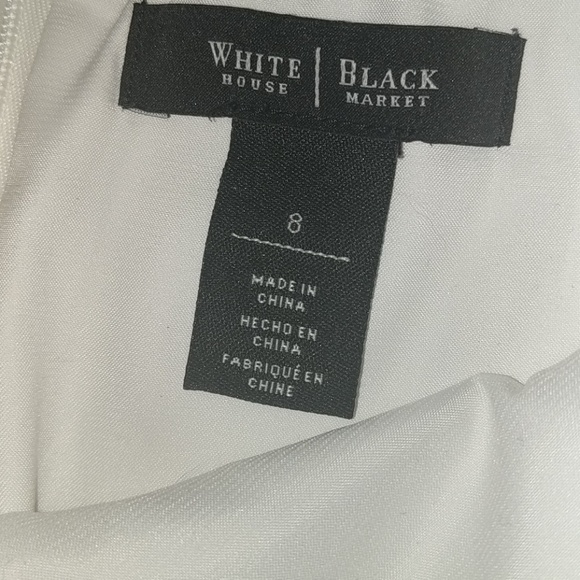 WHITE | BLACK
HOUSE MARKET
8
MADE IN
CHINA
HECHO EN
CHINA
FABRIQUÉ EN
CHINE